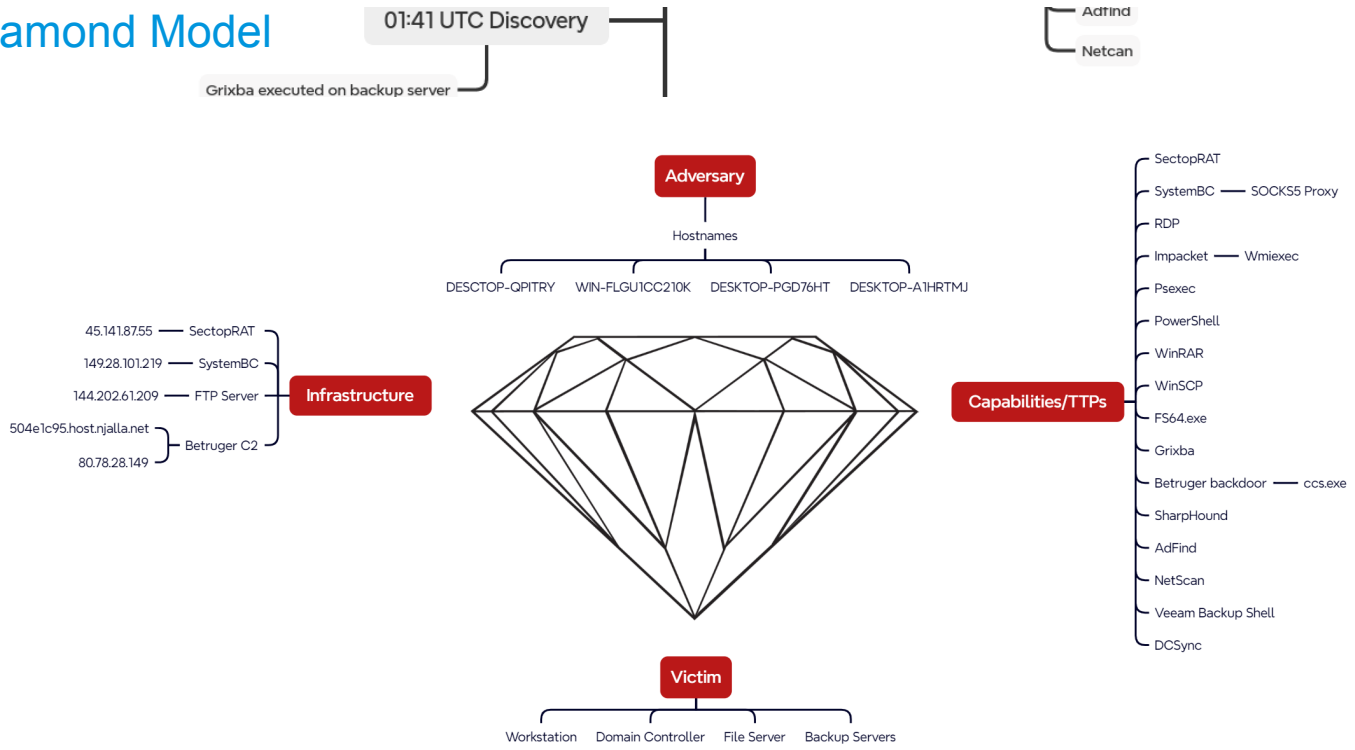 amond Model
01:41 UTC Discovery
Grixba executed on backup server
Adfind
Netcan
Adversary
Hostnames
DESCTOP-QPITRY WIN-FLGU1CC210K DESKTOP-PGD76HT DESKTOP-A1HRTMJ
Infrastructure
45.141.87.55 SectopRAT
149.28.101.219 SystemBC
144.202.61.209 FTP Server
504e1c95.host.njalla.net
Betruger C2
80.78.28.149
Capabilities/TTPs
SectopRAT
SystemBC SOCKS5 Proxy
RDP
Impacket Wmiexec
Psexec
PowerShell
WinRAR
WinSCP
FS64.exe
Grixba
Betruger backdoor ccs.exe
SharpHound
AdFind
NetScan
Veeam Backup Shell
DCSync
Victim
Workstation Domain Controller File Server Backup Servers